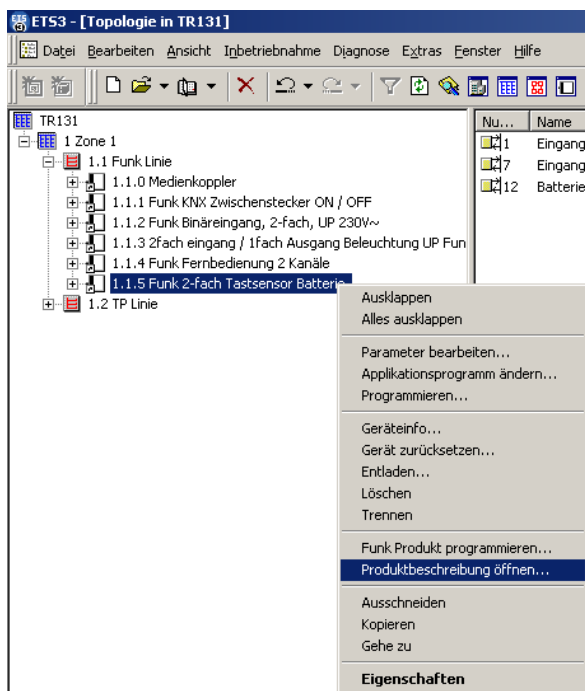 ETS3 - [Topologie in TR131]
Datei Bearbeiten Ansicht Inbetriebnahme Diagnose Extras Fenster Hilfe
TR131
1 Zone 1
1.1 Funk Linie
1.1.0 Medienkoppler
1.1.1 Funk KNX Zwischenstecker ON / OFF
1.1.2 Funk Binäreingang, 2-fach, UP 230V~
1.1.3 2fach eingang / 1fach Ausgang Beleuchtung UP Fun
1.1.4 Funk Fernbedienung 2 Kanäle
1.1.5 Funk 2-fach Tastsensor Batterie
1.2 TP Linie
Nu... Name
1 Eingang
7 Eingang
12 Batterie
Ausklappen
Alles ausklappen
Parameter bearbeiten...
Applikationsprogramm ändern...
Programmieren...
Geräteinfo...
Gerät zurücksetzen...
Entladen...
Löschen
Trennen
Funk Produkt programmieren...
Produktbeschreibung öffnen...
Ausschneiden
Kopieren
Gehe zu
Eigenschaften